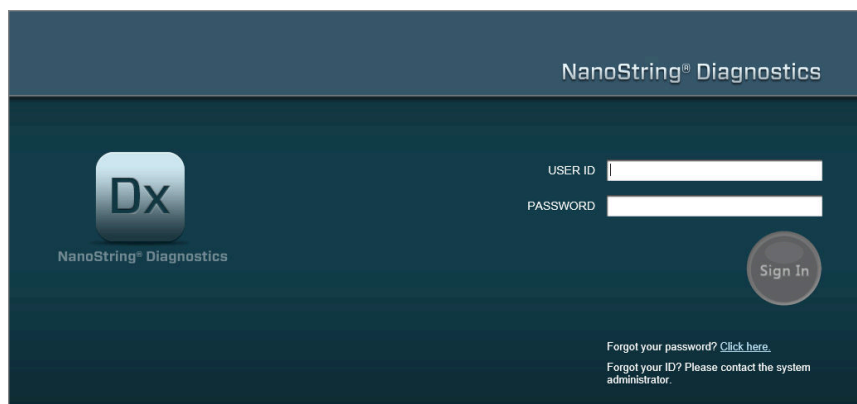 NanoString® Diagnostics
USER ID
PASSWORD
Dx
NanoString® Diagnostics
Sign In
Forgot your password? Click here.
Forgot your ID? Please contact the system
administrator.